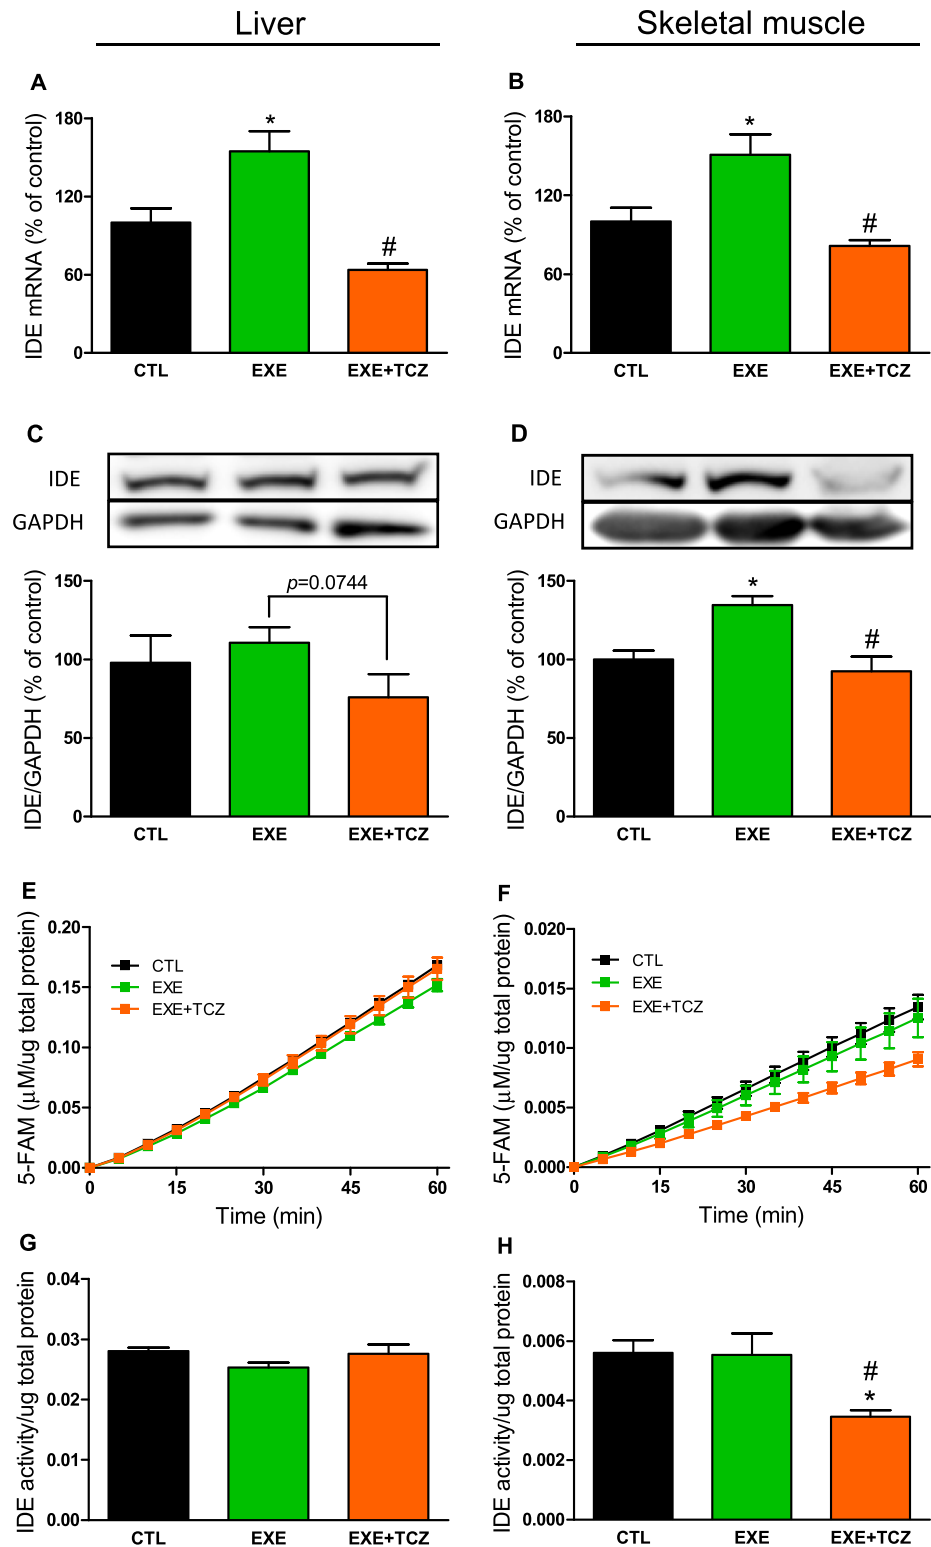 Liver
Skeletal muscle
A
IDE mRNA (% of control)
180
120
60
0
*
#
CTL
EXE
EXE+TCZ
B
IDE mRNA (% of control)
180
120
60
0
*
#
CTL
EXE
EXE+TCZ
C
IDE
GAPDH
IDE/GAPDH (% of control)
150
100
50
0
p=0.0744
CTL
EXE
EXE+TCZ
D
IDE
GAPDH
IDE/GAPDH (% of control)
150
100
50
0
*
#
CTL
EXE
EXE+TCZ
E
5-FAM (µM/ug total protein)
0.20
0.15
0.10
0.05
0.00
CTL
EXE
EXE+TCZ
0
15
30
45
60
Time (min)
F
5-FAM (µM/ug total protein)
0.020
0.015
0.010
0.005
0.000
CTL
EXE
EXE+TCZ
0
15
30
45
60
Time (min)
G
IDE activity/ug total protein
0.04
0.03
0.02
0.01
0.00
CTL
EXE
EXE+TCZ
H
IDE activity/ug total protein
0.008
0.006
0.004
0.002
0.000
#
*
CTL
EXE
EXE+TCZ